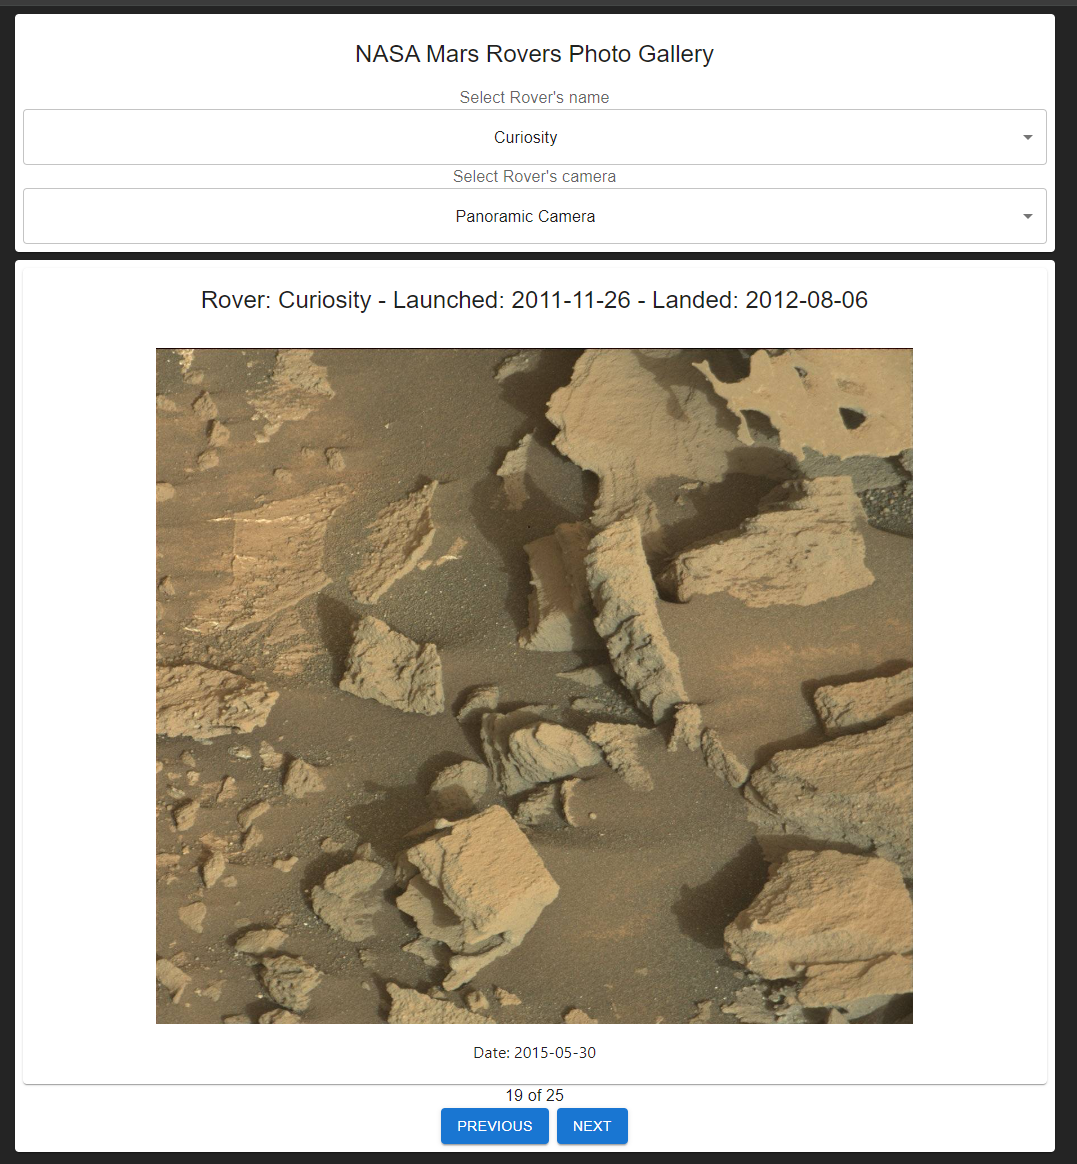 NASA Mars Rovers Photo Gallery
Select Rover's name
Curiosity
Select Rover's camera
Panoramic Camera
Rover: Curiosity - Launched: 2011-11-26 - Landed: 2012-08-06
Date: 2015-05-30
19 of 25
PREVIOUS NEXT